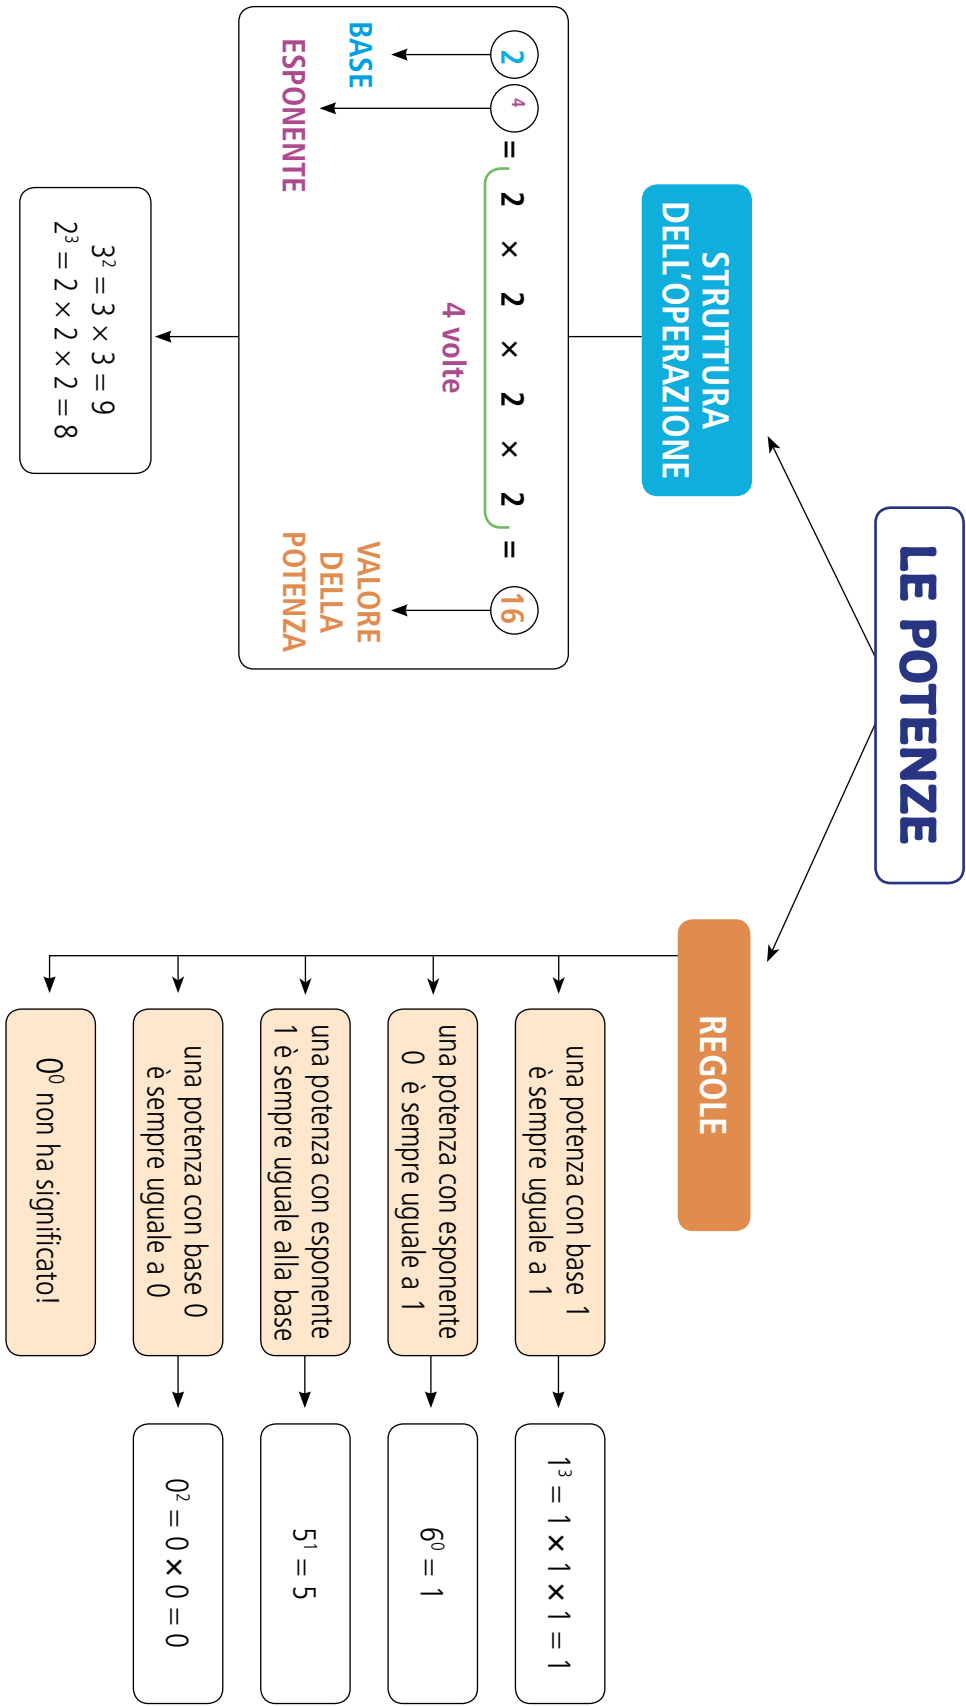 LE POTENZE
STRUTTURA
DELL'OPERAZIONE
2⁴ = 2 × 2 × 2 × 2 = 16
4 volte
BASE
ESPONENTE
VALORE
DELLA
POTENZA
3² = 3 × 3 = 9
2³ = 2 × 2 × 2 = 8
REGOLE
una potenza con base 1
è sempre uguale a 1
1³ = 1 × 1 × 1 = 1
una potenza con esponente
0 è sempre uguale a 1
6⁰ = 1
una potenza con esponente
1 è sempre uguale alla base
5¹ = 5
una potenza con base 0
è sempre uguale a 0
0² = 0 × 0 = 0
0⁰ non ha significato!